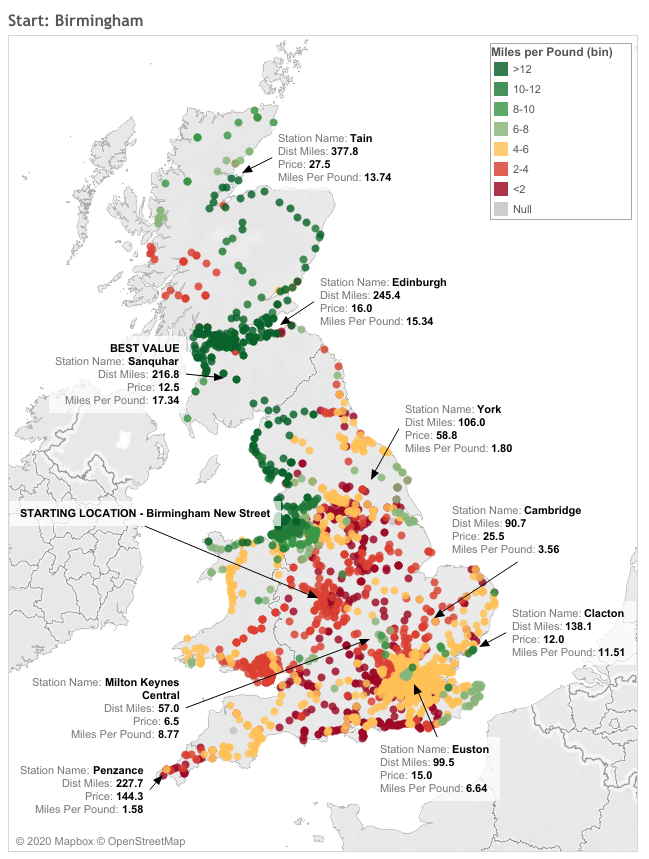 Start: Birmingham
Miles per Pound (bin)
>12
10-12
8-10
6-8
4-6
2-4
<2
Null
Station Name: Tain
Dist Miles: 377.8
Price: 27.5
Miles Per Pound: 13.74
Station Name: Edinburgh
Dist Miles: 245.4
Price: 16.0
Miles Per Pound: 15.34
BEST VALUE
Station Name: Sanquhar
Dist Miles: 216.8
Price: 12.5
Miles Per Pound: 17.34
Station Name: York
Dist Miles: 106.0
Price: 58.8
Miles Per Pound: 1.80
STARTING LOCATION - Birmingham New Street
Station Name: Cambridge
Dist Miles: 90.7
Price: 25.5
Miles Per Pound: 3.56
Station Name: Clacton
Dist Miles: 138.1
Price: 12.0
Miles Per Pound: 11.51
Station Name: Milton Keynes
Central
Dist Miles: 57.0
Price: 6.5
Miles Per Pound: 8.77
Station Name: Euston
Dist Miles: 99.5
Price: 15.0
Miles Per Pound: 6.64
Station Name: Penzance
Dist Miles: 227.7
Price: 144.3
Miles Per Pound: 1.58
© 2020 Mapbox © OpenStreetMap